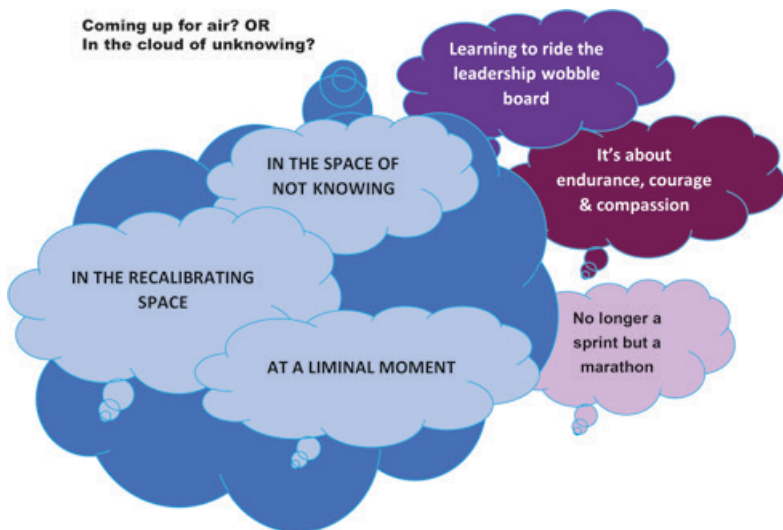 Coming up for air? OR
In the cloud of unknowing?
Learning to ride the
leadership wobble
board
IN THE SPACE OF
NOT KNOWING
It's about
endurance, courage
& compassion
IN THE RECALIBRATING
SPACE
No longer a
sprint but a
marathon
AT A LIMINAL MOMENT